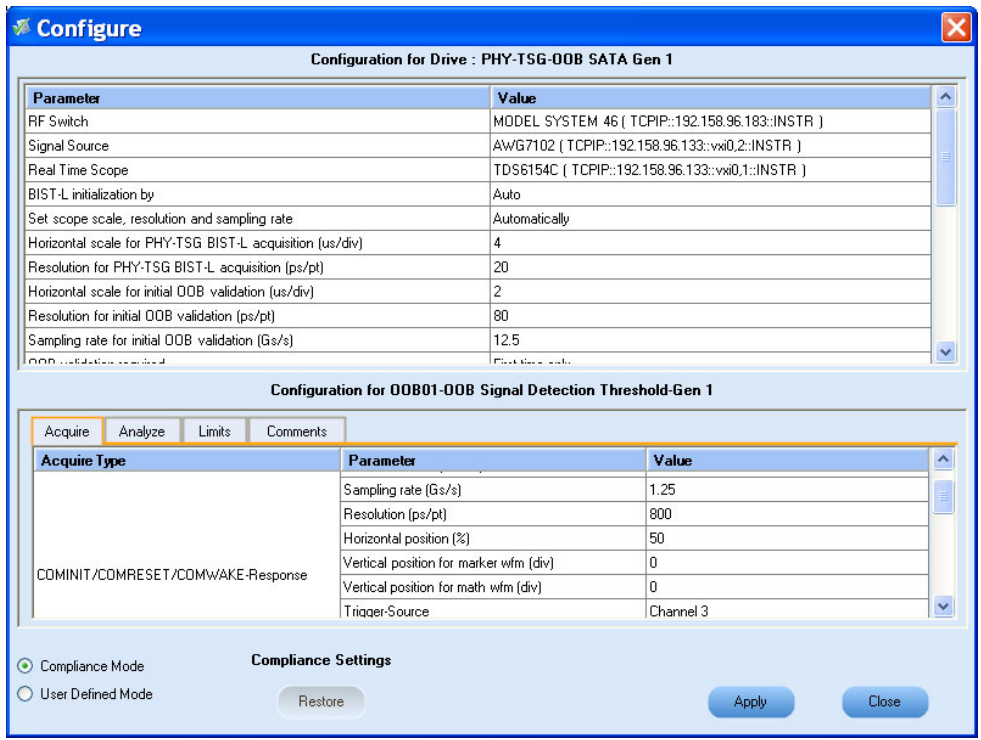 Configure
Configuration for Drive : PHY-TSG-OOB SATA Gen 1
Parameter Value
RF Switch MODEL SYSTEM 46 ( TCPIP::192.158.96.183::INSTR )
Signal Source AWG7102 ( TCPIP::192.158.96.133::vxi0,2::INSTR )
Real Time Scope TDS6154C ( TCPIP::192.158.96.133::vxi0,1::INSTR )
BIST-L initialization by Auto
Set scope scale, resolution and sampling rate Automatically
Horizontal scale for PHY-TSG BIST-L acquisition (us/div) 4
Resolution for PHY-TSG BIST-L acquisition (ps/pt) 20
Horizontal scale for initial OOB validation (us/div) 2
Resolution for initial OOB validation (ps/pt) 80
Sampling rate for initial OOB validation (Gs/s) 12.5
OOB validation required First time only
Configuration for OOB01-OOB Signal Detection Threshold-Gen 1
Acquire Analyze Limits Comments
Acquire Type Parameter Value
Sampling rate (Gs/s) 1.25
Resolution (ps/pt) 800
Horizontal position (%) 50
Vertical position for marker wfm (div) 0
COMINIT/COMRESET/COMWAKE-Response
Vertical position for math wfm (div) 0
Trigger-Source Channel 3
Compliance Mode
Compliance Settings
User Defined Mode
Restore Apply Close